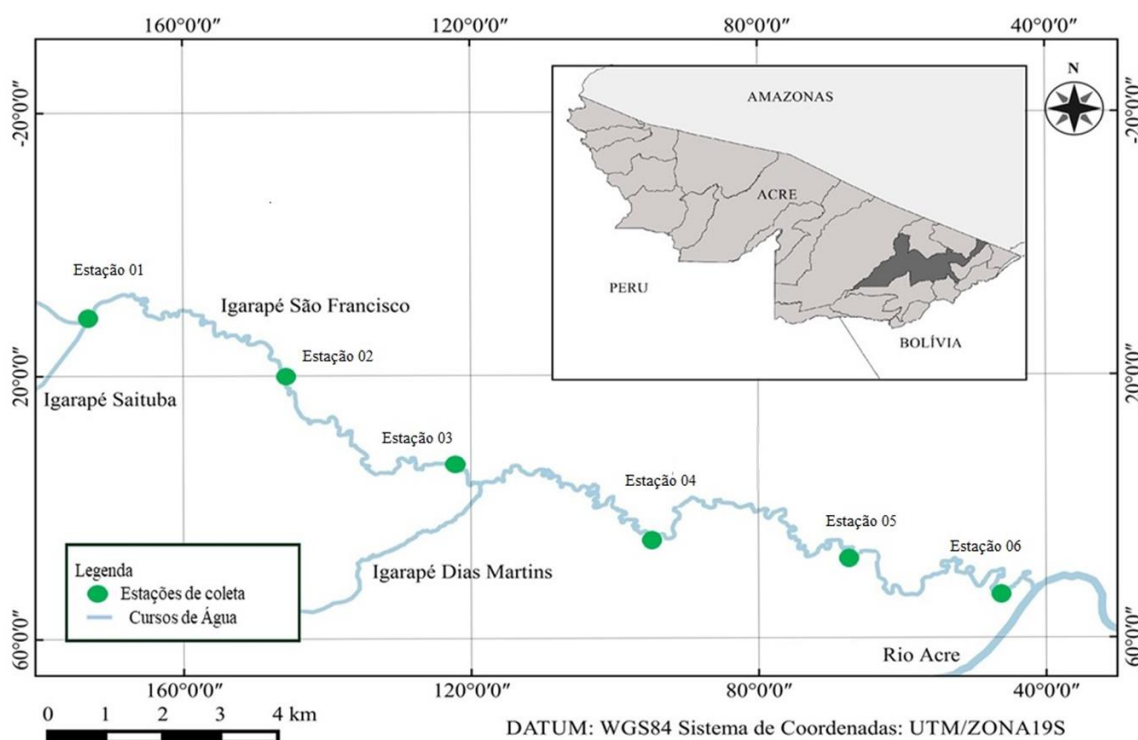 160°0'0" 120°0'0" 80°0'0" 40°0'0"
-20°0'0"
20°0'0"
60°0'0"
-20°0'0"
20°0'0"
60°0'0"
N
AMAZONAS
ACRE
PERU
BOLÍVIA
Estação 01
Igarapé São Francisco
Estação 02
Igarapé Saituba
Estação 03
Estação 04
Estação 05
Estação 06
Igarapé Dias Martins
Rio Acre
Legenda
Estações de coleta
Cursos de Água
160°0'0" 120°0'0" 80°0'0" 40°0'0"
0 1 2 3 4 km
DATUM: WGS84 Sistema de Coordenadas: UTM/ZONA19S